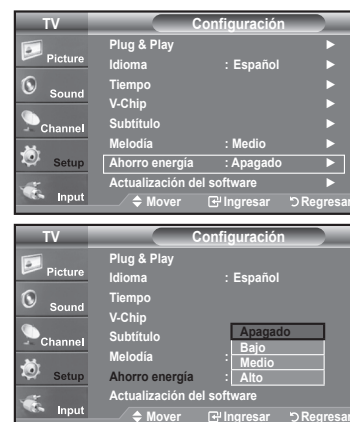 TV Configuración
Picture
Sound
Channel
Setup
Input
Plug & Play
Idioma : Español
Tiempo
V-Chip
Subtítulo
Melodía : Medio
Ahorro energía : Apagado
Actualización del software
Mover Ingresar Regresar
TV Configuración
Picture
Sound
Channel
Setup
Input
Plug & Play
Idioma : Español
Tiempo
V-Chip
Subtítulo
Melodía :
Ahorro energía :
Apagado
Bajo
Medio
Alto
Actualización del software
Mover Ingresar Regresar